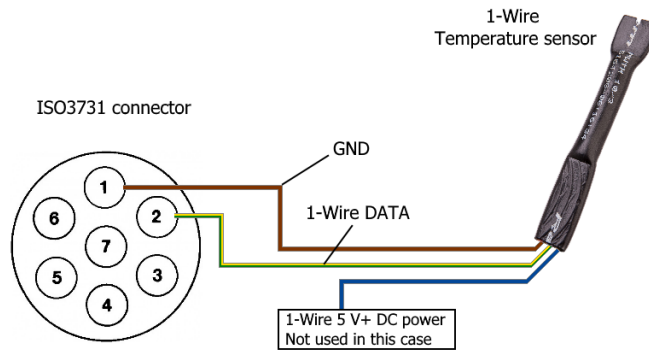 1-Wire
Temperature sensor
ISO3731 connector
GND
1
2
6
1-Wire DATA
7
5
3
4
1-Wire 5 V+ DC power
Not used in this case